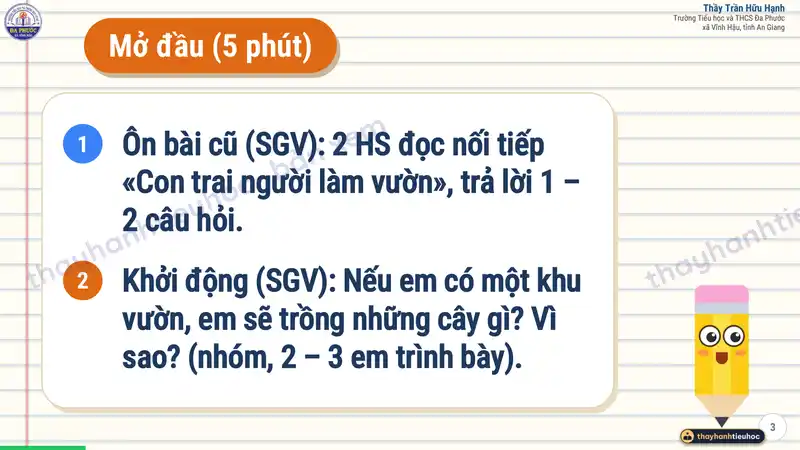 Thầy Trần Hữu Hạnh
Trường Tiểu học và THCS Đa Phước
xã Vĩnh Hậu, tỉnh An Giang
ĐA PHƯỚC
Mở đầu (5 phút)
1 Ôn bài cũ (SGV): 2 HS đọc nối tiếp
«Con trai người làm vườn», trả lời 1 –
2 câu hỏi.
2 Khởi động (SGV): Nếu em có một khu
vườn, em sẽ trồng những cây gì? Vì
sao? (nhóm, 2 – 3 em trình bày).
thayhanhtieuhoc
3